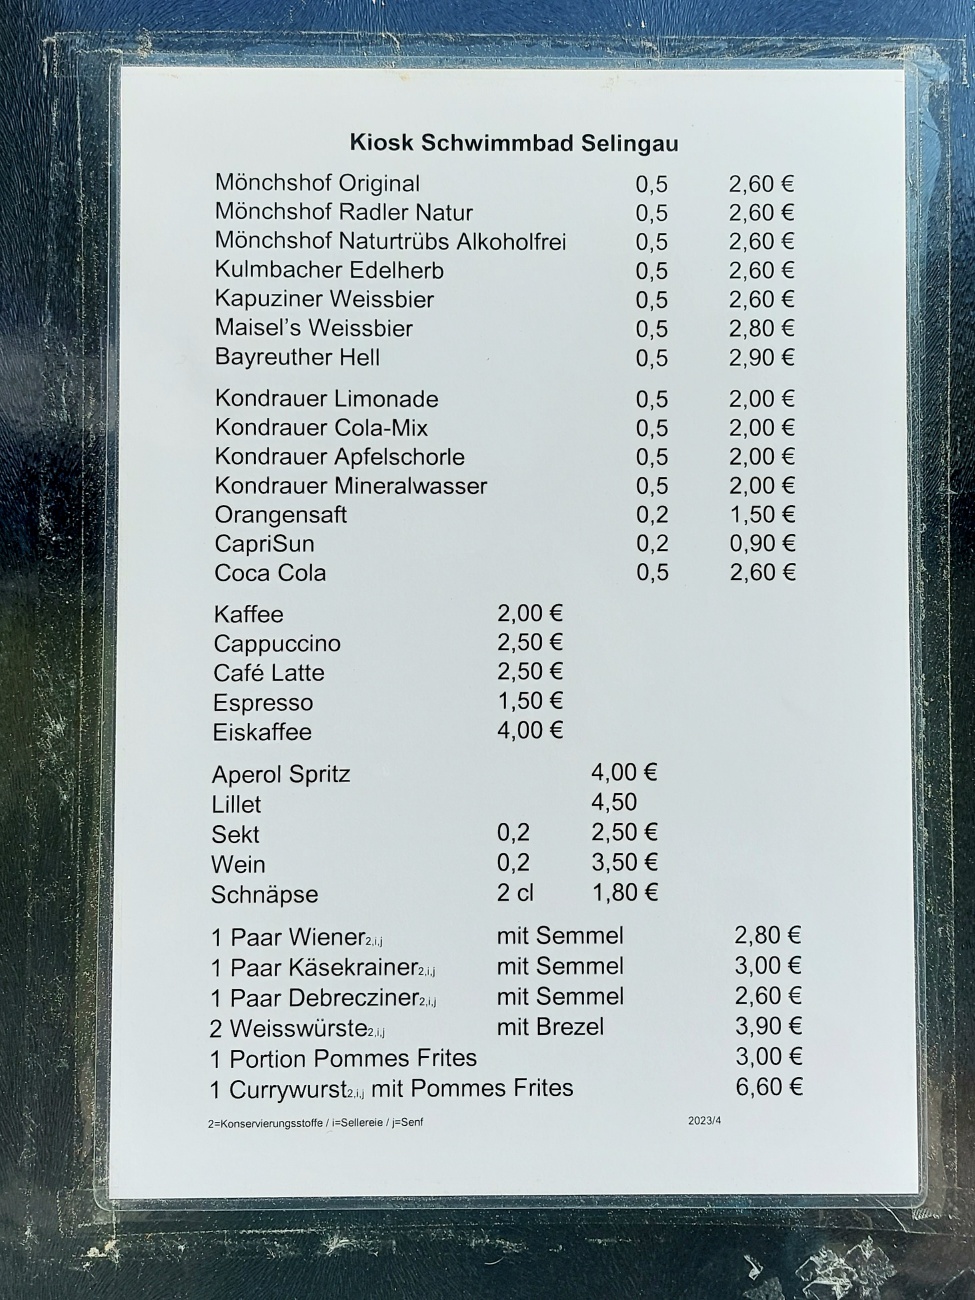 Kiosk Schwimmbad Selingau
Mönchshof Original 0,5 2,60 €
Mönchshof Radler Natur 0,5 2,60 €
Mönchshof Naturtrübs Alkoholfrei 0,5 2,60 €
Kulmbacher Edelherb 0,5 2,60 €
Kapuziner Weissbier 0,5 2,60 €
Maisel’s Weissbier 0,5 2,80 €
Bayreuther Hell 0,5 2,90 €
Kondrauer Limonade 0,5 2,00 €
Kondrauer Cola-Mix 0,5 2,00 €
Kondrauer Apfelschorle 0,5 2,00 €
Kondrauer Mineralwasser 0,5 2,00 €
Orangensaft 0,2 1,50 €
CapriSun 0,2 0,90 €
Coca Cola 0,5 2,60 €
Kaffee 2,00 €
Cappuccino 2,50 €
Café Latte 2,50 €
Espresso 1,50 €
Eiskaffee 4,00 €
Aperol Spritz 4,00 €
Lillet 4,50
Sekt 0,2 2,50 €
Wein 0,2 3,50 €
Schnäpse 2 cl 1,80 €
1 Paar Wiener2,i,j mit Semmel 2,80 €
1 Paar Käsekrainer2,i,j mit Semmel 3,00 €
1 Paar Debrecziner2,i,j mit Semmel 2,60 €
2 Weisswürste2,i,j mit Brezel 3,90 €
1 Portion Pommes Frites 3,00 €
1 Currywurst2,i,j mit Pommes Frites 6,60 €
2=Konservierungsstoffe / i=Sellereie / j=Senf 2023/4